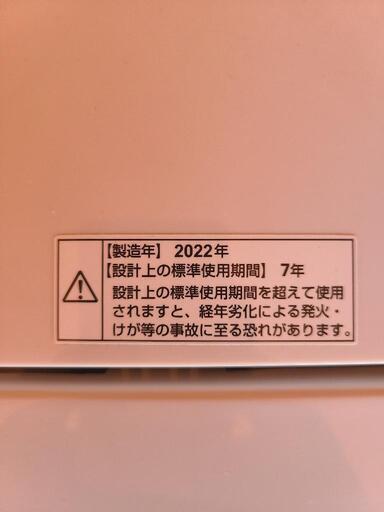 【製造年】 2022年
【設計上の標準使用期間】 7年
設計上の標準使用期間を超えて使用
されますと、経年劣化による発火・
けが等の事故に至る恐れがあります。